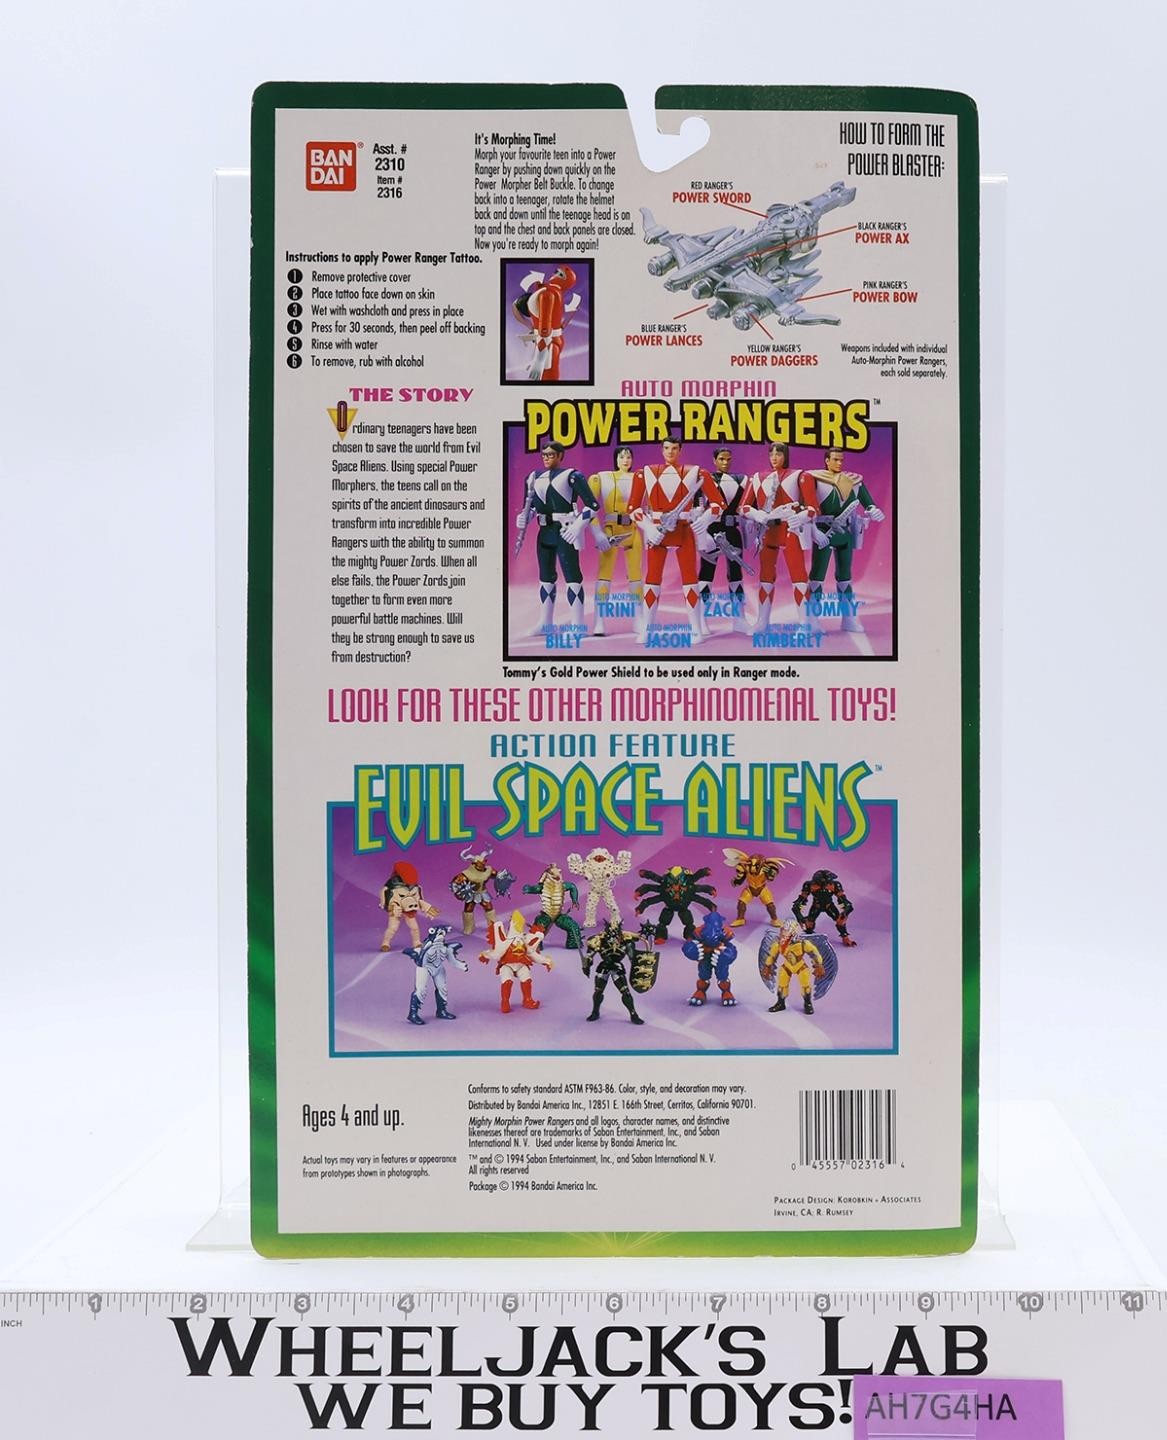 BAN
DAI®
Asst. #
2310
Item #
2316
It's Morphing Time!
Morph your favourite teen into a Power
Ranger by pushing down quickly on the
Power Morpher Belt Buckle. To change
back into a teenager, rotate the helmet
back and down until the teenage head is on
top and the chest and back panels are closed.
Now you're ready to morph again!
HOW TO FORM THE
POWER BLASTER:
RED RANGER'S
POWER SWORD
BLACK RANGER'S
POWER AX
PINK RANGER'S
POWER BOW
BLUE RANGER'S
POWER LANCES
YELLOW RANGER'S
POWER DAGGERS
Weapons included with individual
Auto-Morphin Power Rangers,
each sold separately.
Instructions to apply Power Ranger Tattoo.
1 Remove protective cover
2 Place tattoo face down on skin
3 Wet with washcloth and press in place
4 Press for 30 seconds, then peel off backing
5 Rinse with water
6 To remove, rub with alcohol
THE STORY
Ordinary teenagers have been
chosen to save the world from Evil
Space Aliens. Using special Power
Morphers, the teens call on the
spirits of the ancient dinosaurs and
transform into incredible Power
Rangers with the ability to summon
the mighty Power Zords. When all
else fails, the Power Zords join
together to form even more
powerful battle machines. Will
they be strong enough to save us
from destruction?
AUTO MORPHIN
POWER RANGERS™
AUTO MORPHIN
TRINI™
AUTO MORPHIN
ZACK™
AUTO MORPHIN
TOMMY™
AUTO MORPHIN
BILLY™
AUTO MORPHIN
JASON™
AUTO MORPHIN
KIMBERLY™
Tommy's Gold Power Shield to be used only in Ranger mode.
LOOK FOR THESE OTHER MORPHINOMENAL TOYS!
ACTION FEATURE
EVIL SPACE ALIENS™
Ages 4 and up.
Actual toys may vary in features or appearance
from prototypes shown in photographs.
Conforms to safety standard ASTM F963-86. Color, style, and decoration may vary.
Distributed by Bandai America Inc., 12851 E. 166th Street, Cerritos, California 90701.
Mighty Morphin Power Rangers and all logos, character names, and distinctive
likenesses thereof are trademarks of Saban Entertainment, Inc., and Saban
International N. V. Used under license by Bandai America Inc.
™ and © 1994 Saban Entertainment, Inc., and Saban International N. V.
All rights reserved
Package © 1994 Bandai America Inc.
0 45557 02316 4
PACKAGE DESIGN: KOROBKIN + ASSOCIATES
IRVINE, CA: R. RUMSEY
INCH
1 2 3 4 5 6 7 8 9 10 11
WHEELJACK'S LAB
WE BUY TOYS!
AH7G4HA